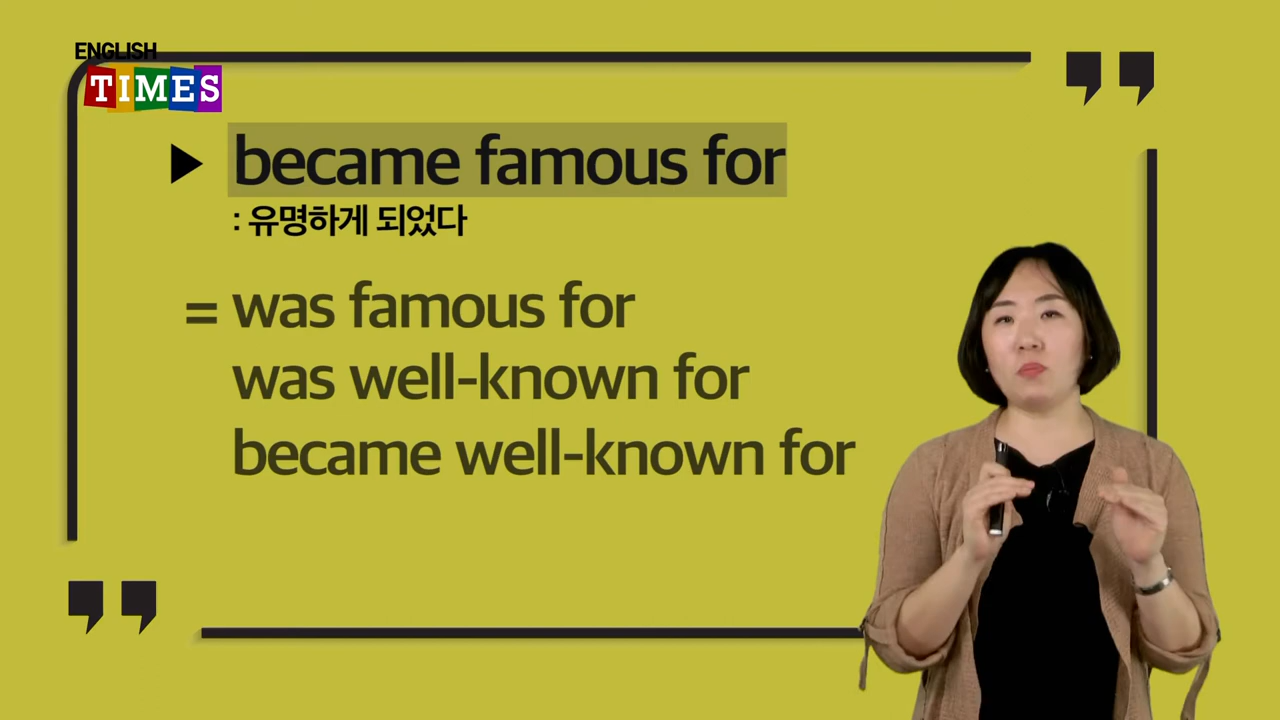 ENGLISH
TIMES
became famous for
: 유명하게 되었다
= was famous for
was well-known for
became well-known for